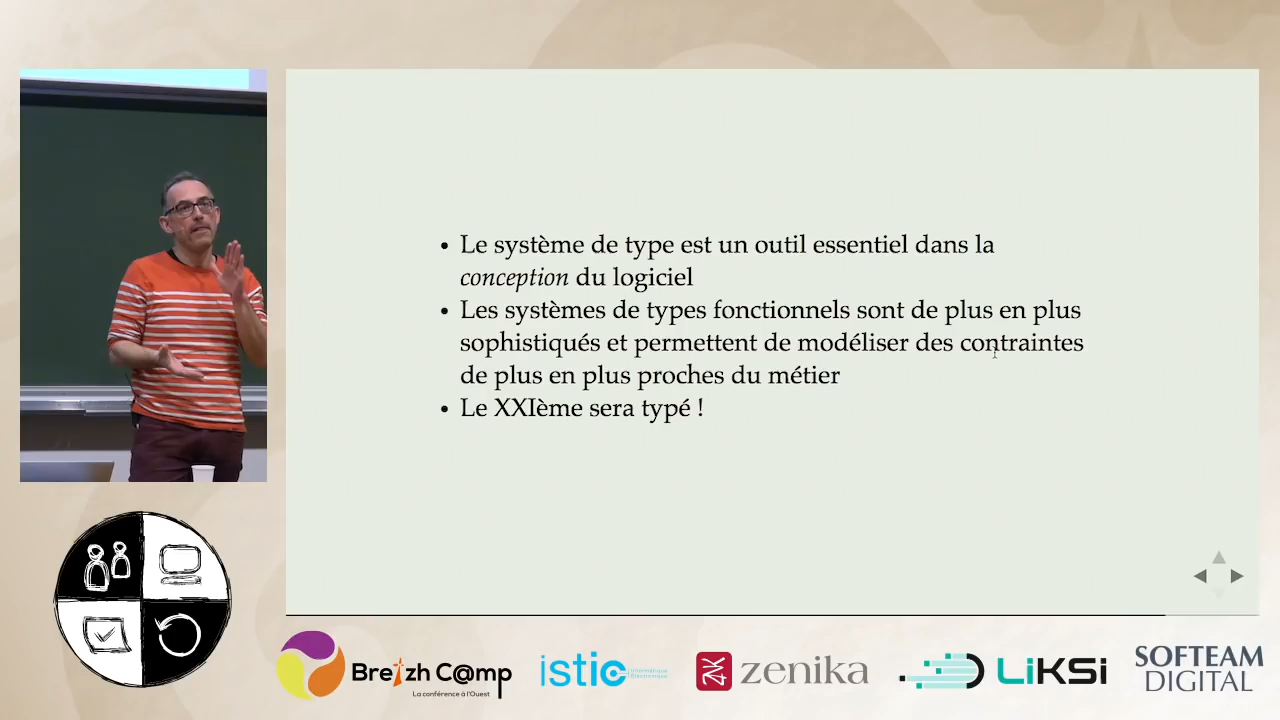 • Le système de type est un outil essentiel dans la
conception du logiciel
• Les systèmes de types fonctionnels sont de plus en plus
sophistiqués et permettent de modéliser des contraintes
de plus en plus proches du métier
• Le XXIème sera typé !
Breizh C@mp
La conférence à l'Ouest
istic
Informatique
Électronique
zenika
LiKSi
SOFTEAM
DIGITAL